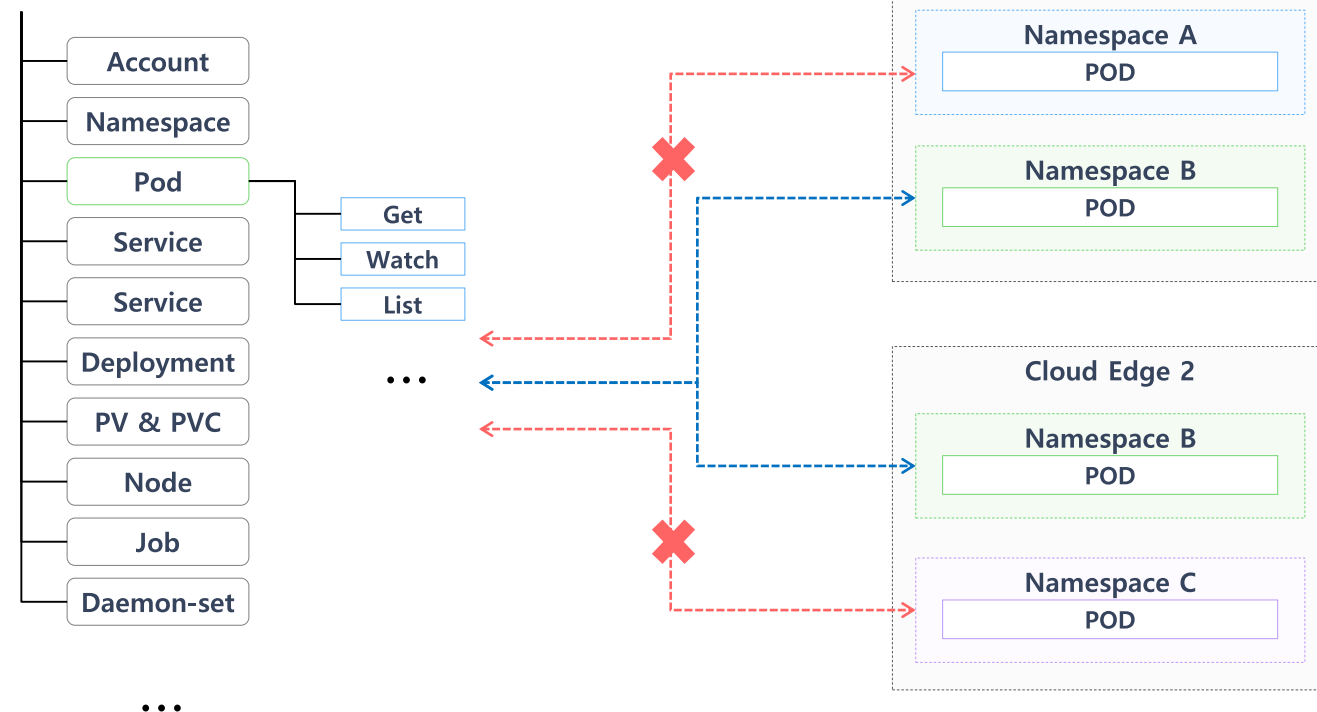 Account
Namespace
Pod
Service
Service
Deployment
PV & PVC
Node
Job
Daemon-set
...
Get
Watch
List
...
Namespace A
POD
Namespace B
POD
Cloud Edge 2
Namespace B
POD
Namespace C
POD